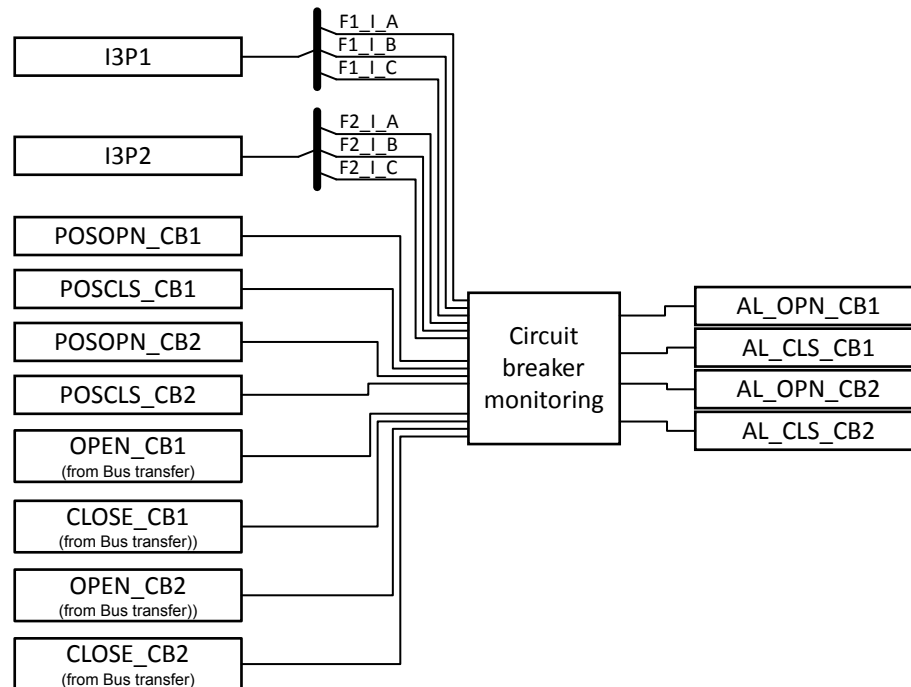 I3P1
F1_I_A
F1_I_B
F1_I_C
I3P2
F2_I_A
F2_I_B
F2_I_C
POSOPN_CB1
POSCLS_CB1
POSOPN_CB2
POSCLS_CB2
OPEN_CB1
(from Bus transfer)
CLOSE_CB1
(from Bus transfer))
OPEN_CB2
(from Bus transfer))
CLOSE_CB2
(from Bus transfer)
Circuit
breaker
monitoring
AL_OPN_CB1
AL_CLS_CB1
AL_OPN_CB2
AL_CLS_CB2